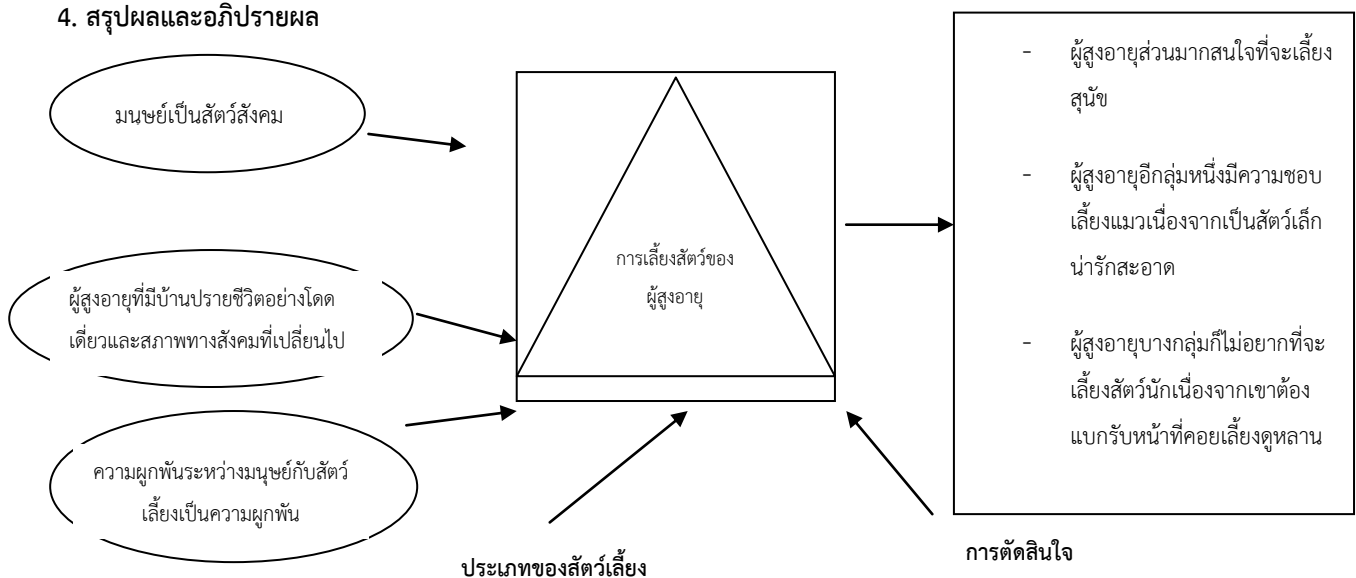 4. สรุปผลและอภิปรายผล
มนุษย์เป็นสัตว์สังคม
ผู้สูงอายุที่มีบ้านปรายชีวิตอย่างโดด
เดี่ยวและสภาพทางสังคมที่เปลี่ยนไป
ความผูกพันระหว่างมนุษย์กับสัตว์
เลี้ยงเป็นความผูกพัน
การเลี้ยงสัตว์ของ
ผู้สูงอายุ
ประเภทของสัตว์เลี้ยง
การตัดสินใจ
- ผู้สูงอายุส่วนมากสนใจที่จะเลี้ยง
สุนัข
- ผู้สูงอายุอีกลุ่มหนึ่งมีความชอบ
เลี้ยงแมวเนื่องจากเป็นสัตว์เล็ก
น่ารักสะอาด
- ผู้สูงอายุบางกลุ่มก็ไม่อยากที่จะ
เลี้ยงสัตว์นักเนื่องจากเขาต้อง
แบกรับหน้าที่คอยเลี้ยงดูหลาน